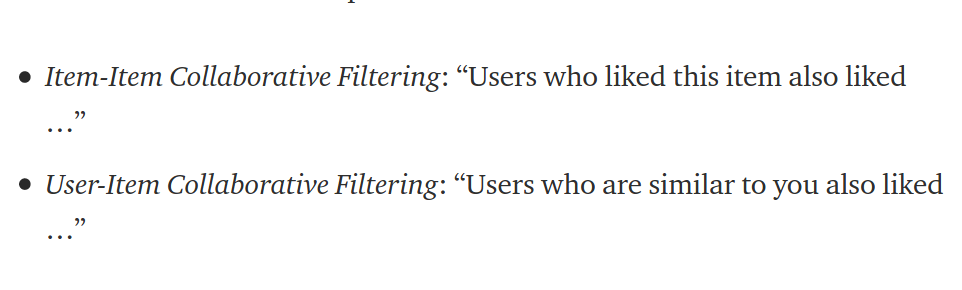 • Item-Item Collaborative Filtering: “Users who liked this item also liked
…”
• User-Item Collaborative Filtering: “Users who are similar to you also liked
…”